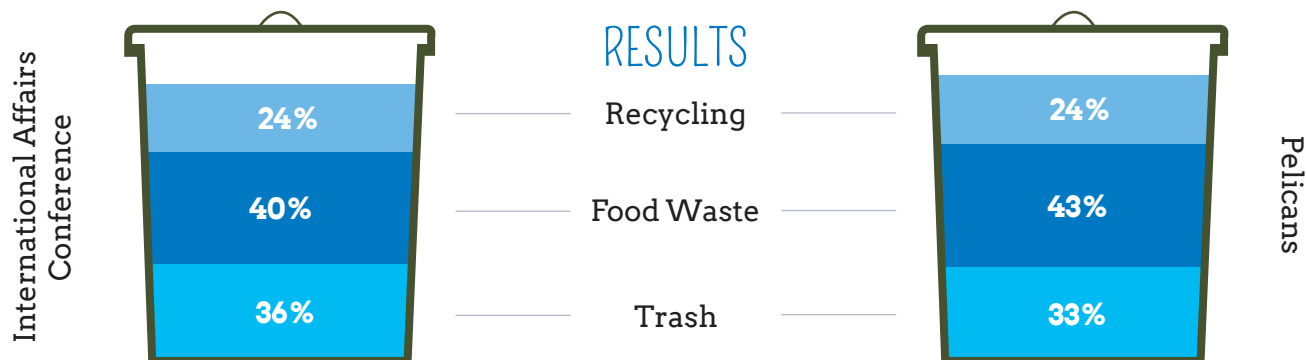 International Affairs
Conference
RESULTS
24%
Recycling
24%
40%
Food Waste
43%
36%
Trash
33%
Pelicans